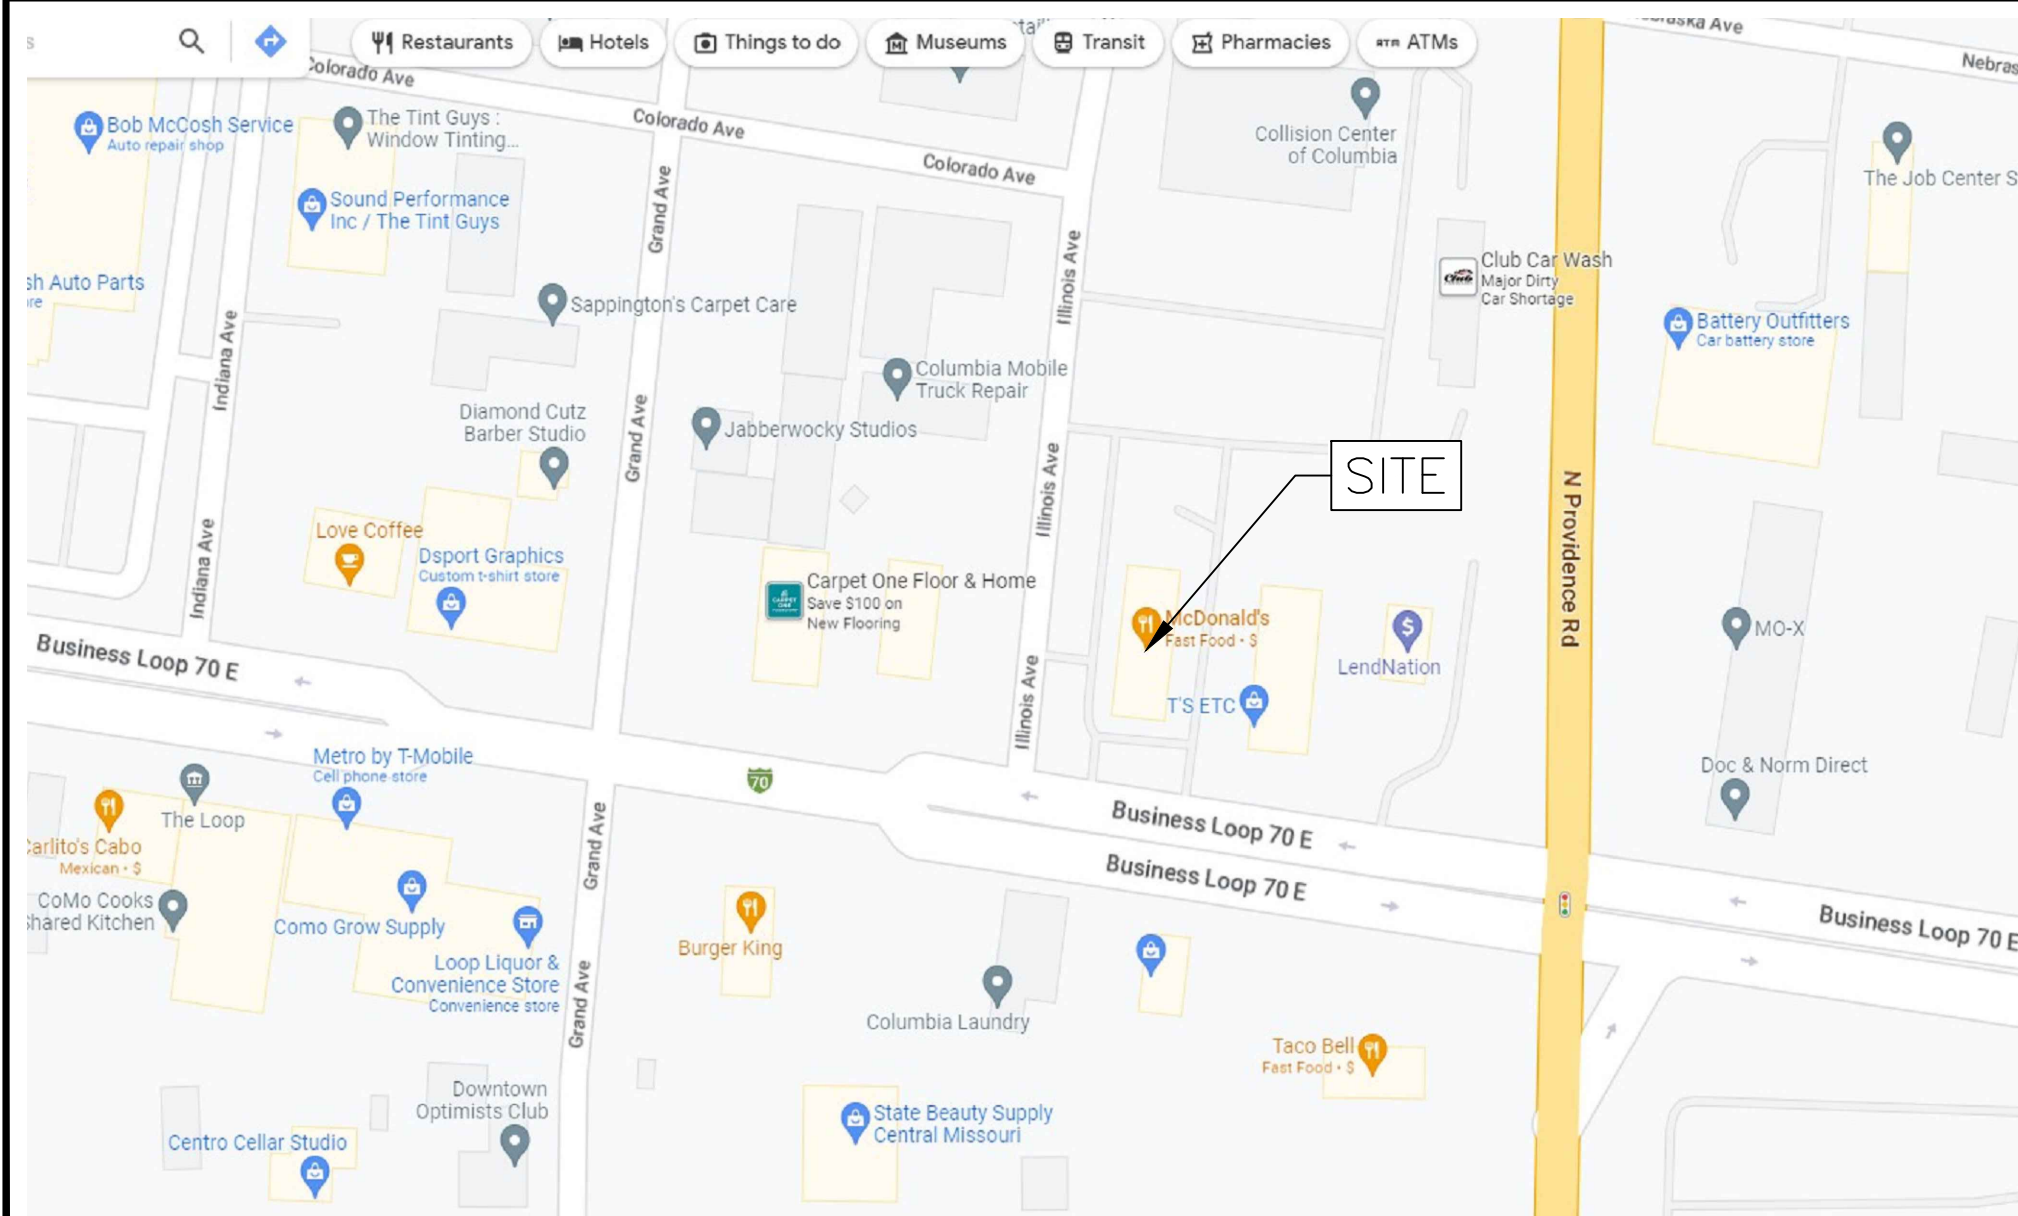 s
Restaurants
Hotels
Things to do
Museums
Transit
Pharmacies
ATM ATMs
Nebraska Ave
Nebras
Colorado Ave
Colorado Ave
Colorado Ave
Bob McCosh Service
Auto repair shop
The Tint Guys :
Window Tinting...
Sound Performance
Inc / The Tint Guys
Collision Center
of Columbia
The Job Center S
Grand Ave
Illinois Ave
sh Auto Parts
re
Sappington's Carpet Care
Club Car Wash
Major Dirty
Car Shortage
Club
Battery Outfitters
Car battery store
Indiana Ave
Columbia Mobile
Truck Repair
Diamond Cutz
Barber Studio
Jabberwocky Studios
Grand Ave
Illinois Ave
SITE
N Providence Rd
Love Coffee
Dsport Graphics
Custom t-shirt store
Indiana Ave
CARPET
ONE
Carpet One Floor & Home
Save $100 on
New Flooring
McDonald's
Fast Food · $
LendNation
$
MO-X
T'S ETC
Illinois Ave
Business Loop 70 E
Metro by T-Mobile
Cell phone store
70
Doc & Norm Direct
The Loop
Business Loop 70 E
Business Loop 70 E
Business Loop 70 E
Carlito's Cabo
Mexican · $
Grand Ave
CoMo Cooks
Shared Kitchen
Como Grow Supply
Burger King
Loop Liquor &
Convenience Store
Convenience store
Grand Ave
Columbia Laundry
Taco Bell
Fast Food · $
Downtown
Optimists Club
State Beauty Supply
Central Missouri
Centro Cellar Studio